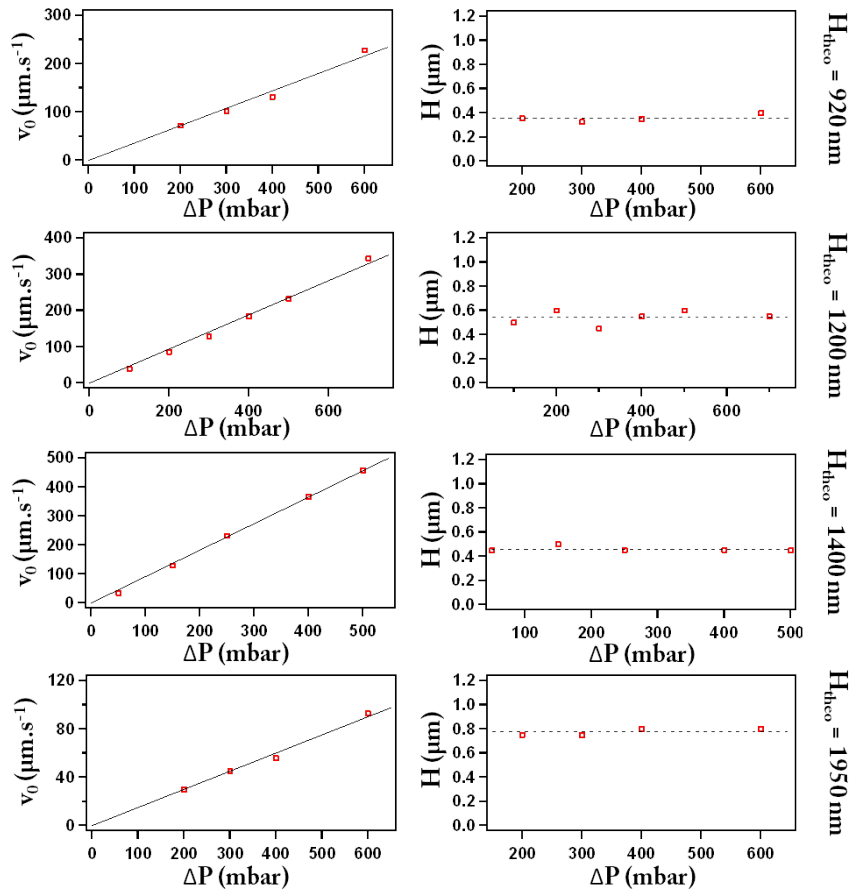 300
200
100
0
v₀ (µm.s⁻¹)
0 100 200 300 400 500 600
ΔP (mbar)
1.2
1.0
0.8
0.6
0.4
0.2
0.0
H (µm)
200 300 400 500 600
ΔP (mbar)
H_theo = 920 nm
400
300
200
100
0
v₀ (µm.s⁻¹)
0 200 400 600
ΔP (mbar)
1.2
1.0
0.8
0.6
0.4
0.2
0.0
H (µm)
200 400 600
ΔP (mbar)
H_theo = 1200 nm
500
400
300
200
100
0
v₀ (µm.s⁻¹)
0 100 200 300 400 500
ΔP (mbar)
1.2
1.0
0.8
0.6
0.4
0.2
0.0
H (µm)
100 200 300 400 500
ΔP (mbar)
H_theo = 1400 nm
120
80
40
0
v₀ (µm.s⁻¹)
0 100 200 300 400 500 600
ΔP (mbar)
1.2
1.0
0.8
0.6
0.4
0.2
0.0
H (µm)
200 300 400 500 600
ΔP (mbar)
H_theo = 1950 nm